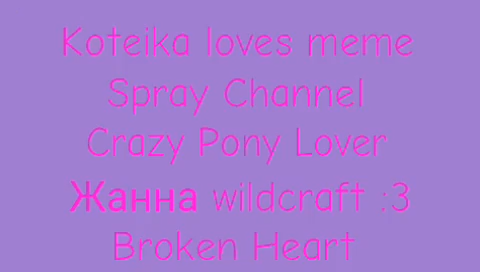 Koteika loves meme
Spray Channel
Crazy Pony Lover
Жанна wildcraft :3
Broken Heart